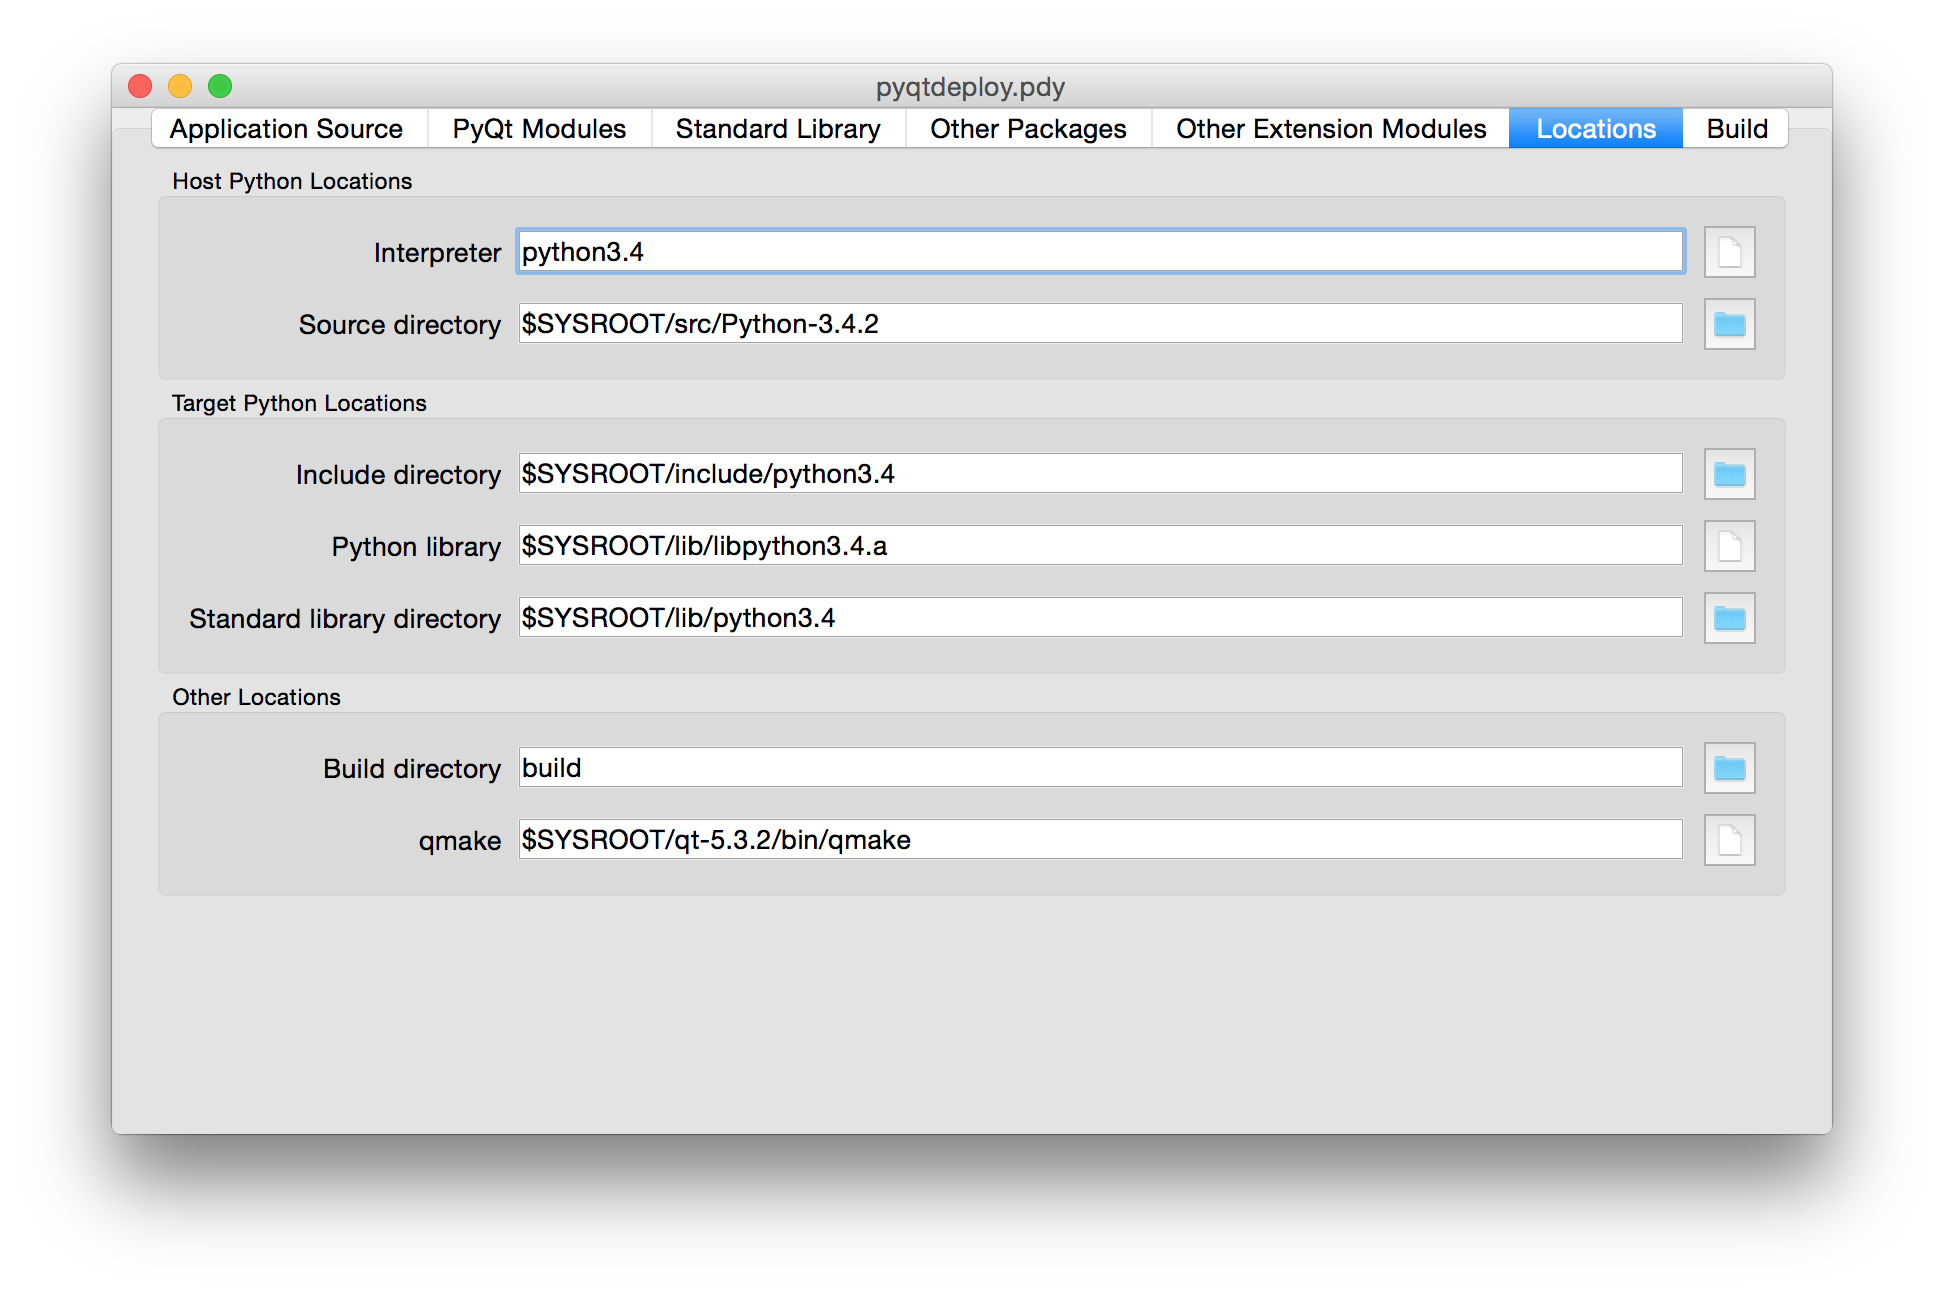 pyqtdeploy.pdy
Application Source PyQt Modules Standard Library Other Packages Other Extension Modules Locations Build
Host Python Locations
Interpreter python3.4
Source directory $SYSROOT/src/Python-3.4.2
Target Python Locations
Include directory $SYSROOT/include/python3.4
Python library $SYSROOT/lib/libpython3.4.a
Standard library directory $SYSROOT/lib/python3.4
Other Locations
Build directory build
qmake $SYSROOT/qt-5.3.2/bin/qmake